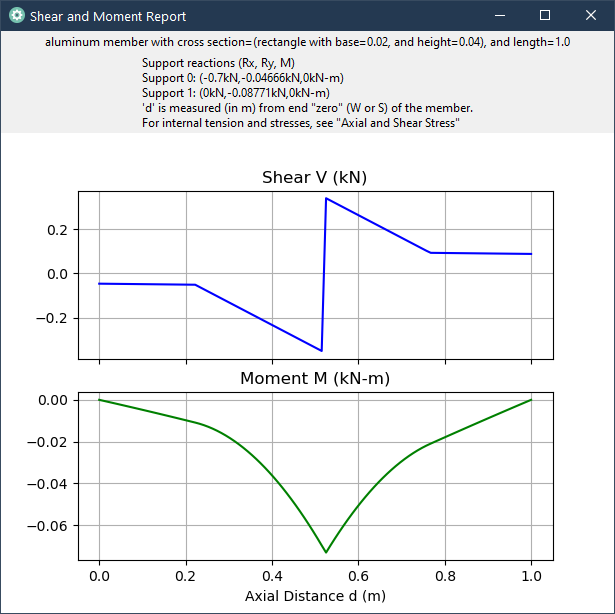 Shear and Moment Report
aluminum member with cross section=(rectangle with base=0.02, and height=0.04), and length=1.0
Support reactions (Rx, Ry, M)
Support 0: (-0.7kN,-0.04666kN,0kN-m)
Support 1: (0kN,-0.08771kN,0kN-m)
'd' is measured (in m) from end "zero" (W or S) of the member.
For internal tension and stresses, see "Axial and Shear Stress"
Shear V (kN)
0.2
0.0
−0.2
Moment M (kN-m)
0.00
−0.02
−0.04
−0.06
0.0 0.2 0.4 0.6 0.8 1.0
Axial Distance d (m)